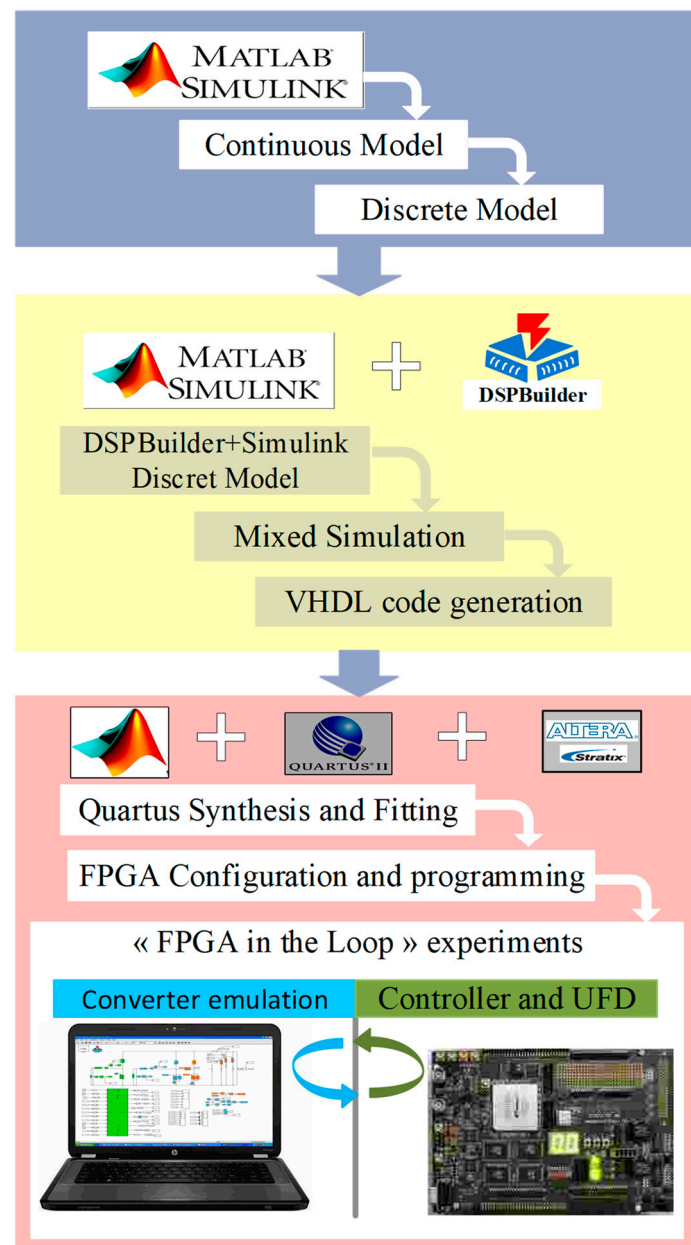 MATLAB®
SIMULINK®
Continuous Model
Discrete Model
MATLAB®
SIMULINK®
DSPBuilder
DSPBuilder+Simulink
Discret Model
Mixed Simulation
VHDL code generation
QUARTUS® II
ALTERA®
Stratix™
Quartus Synthesis and Fitting
FPGA Configuration and programming
« FPGA in the Loop » experiments
Converter emulation
Controller and UFD
hp